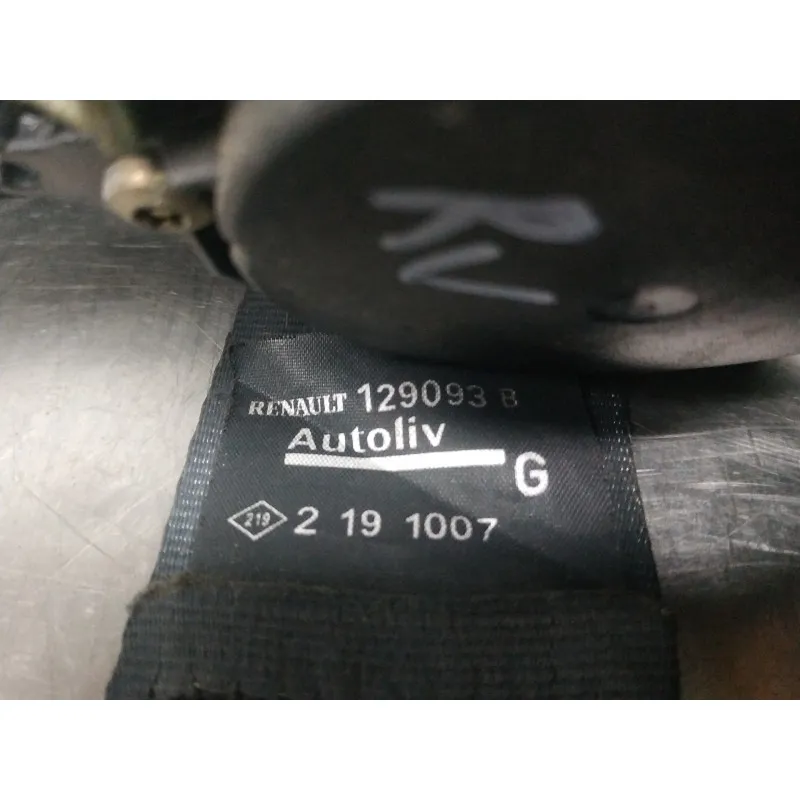 RV
RENAULT 129093 B
Autoliv
G
219 2 19 1007